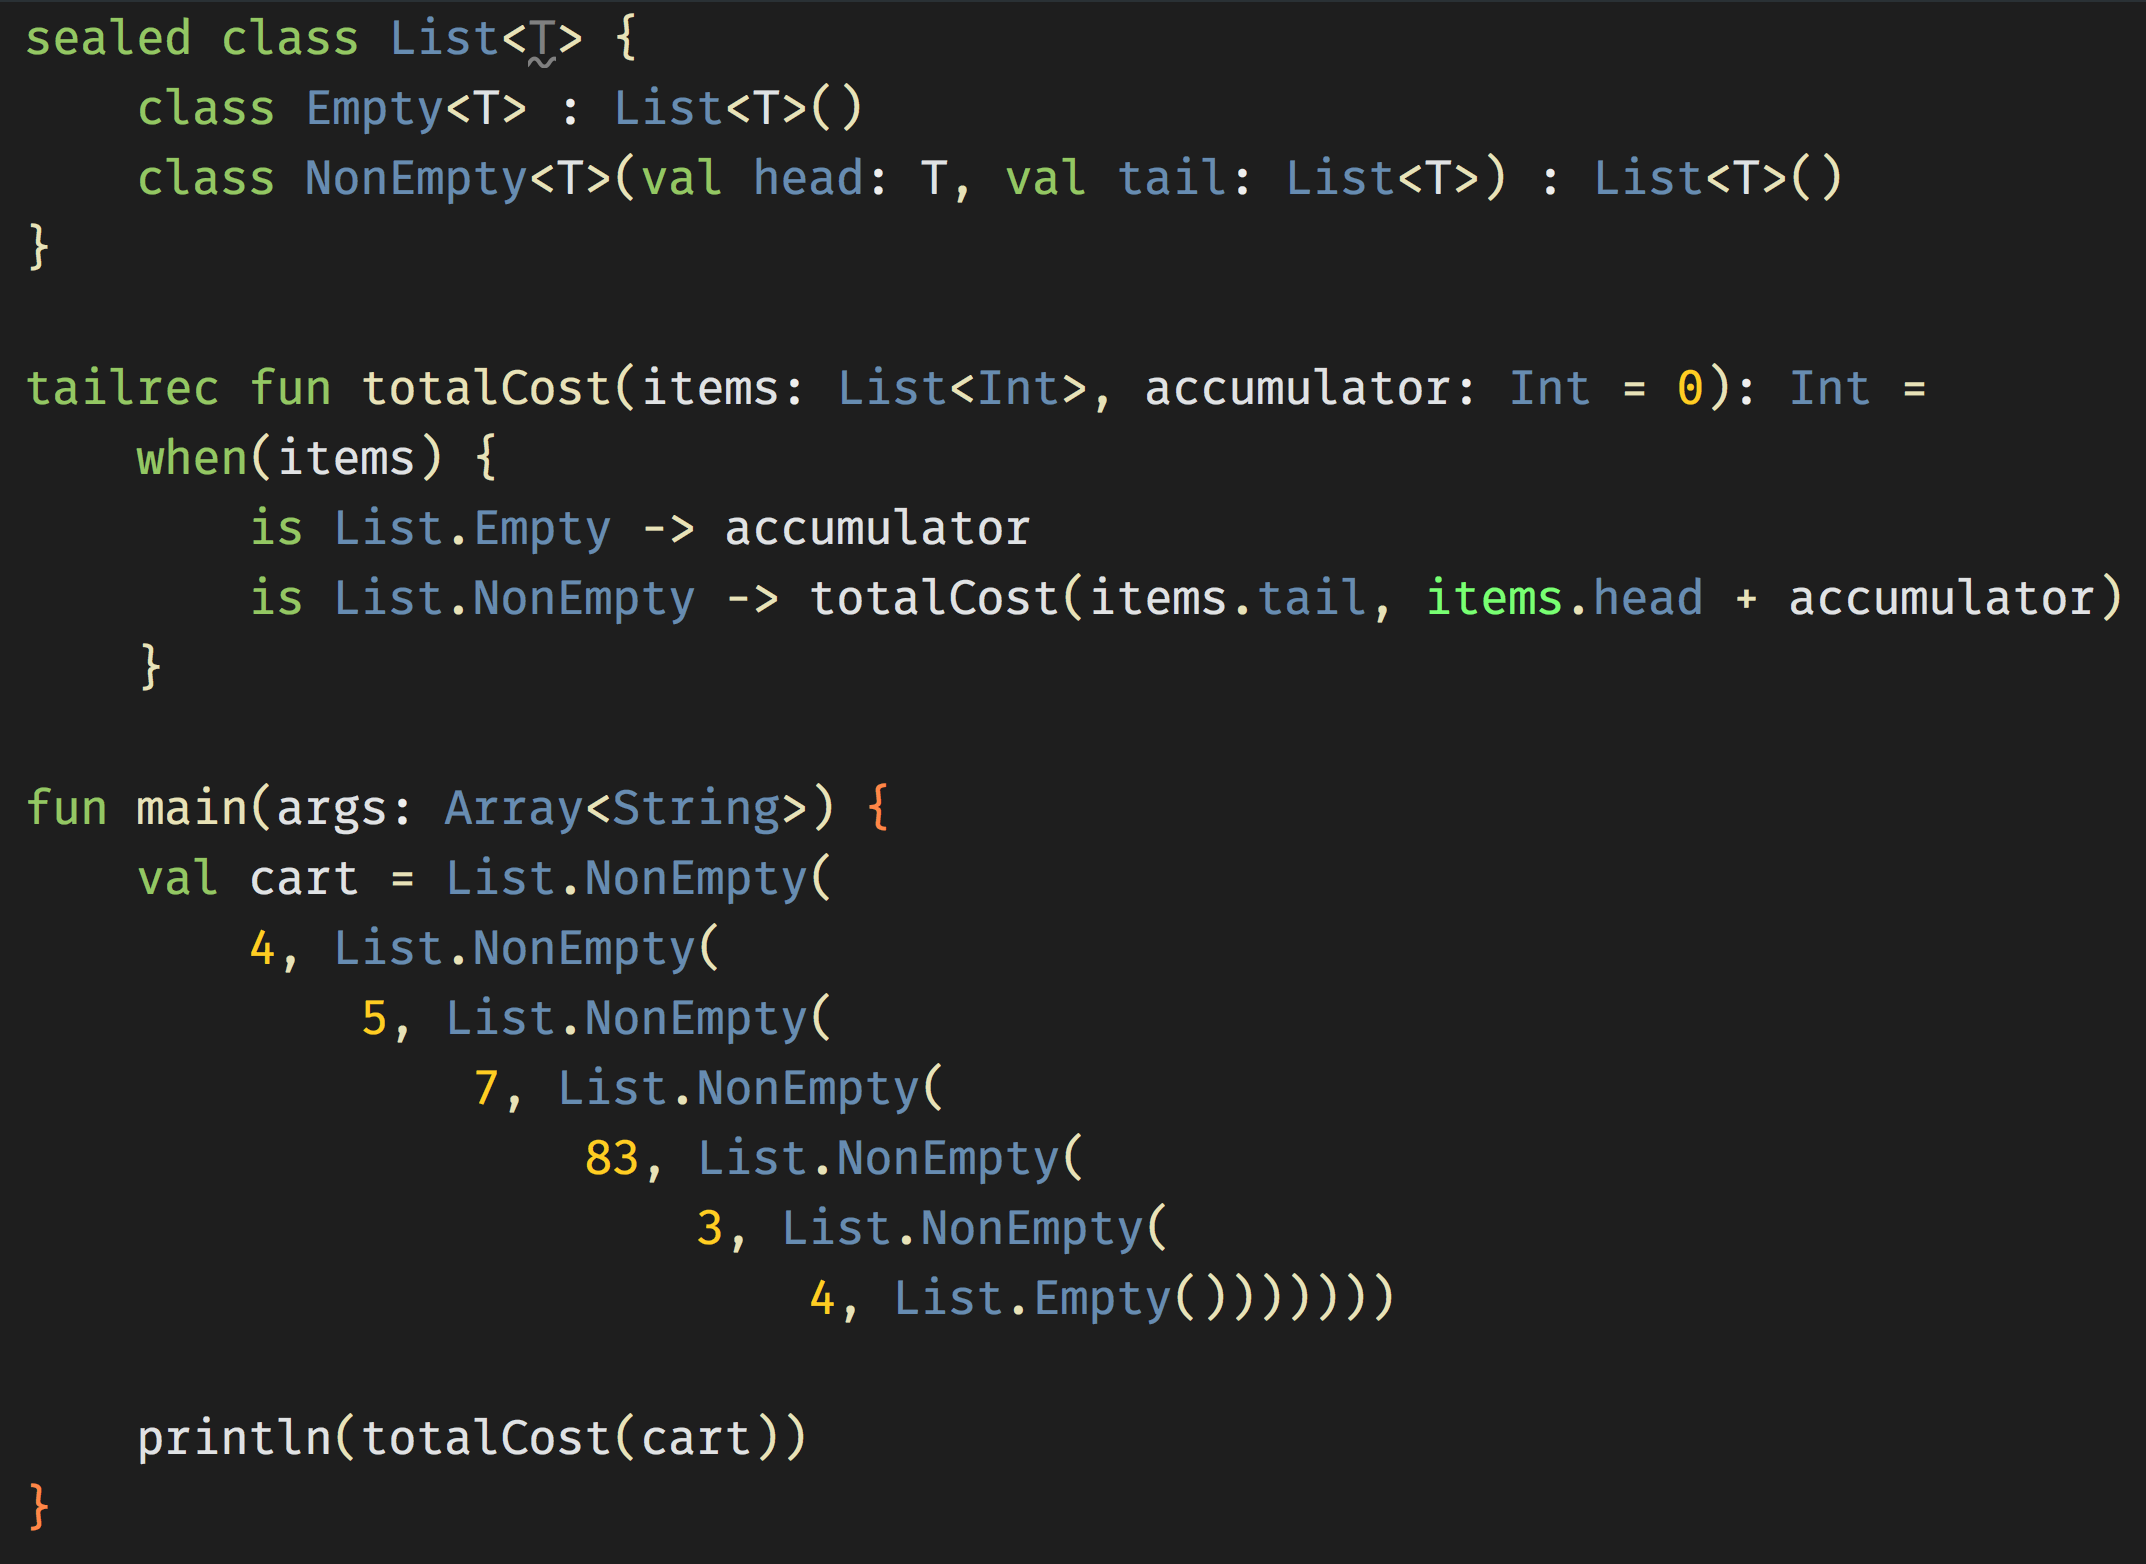 sealed class List<T> {
    class Empty<T> : List<T>()
    class NonEmpty<T>(val head: T, val tail: List<T>) : List<T>()
}

tailrec fun totalCost(items: List<Int>, accumulator: Int = 0): Int =
    when(items) {
        is List.Empty -> accumulator
        is List.NonEmpty -> totalCost(items.tail, items.head + accumulator)
    }

fun main(args: Array<String>) {
    val cart = List.NonEmpty(
        4, List.NonEmpty(
            5, List.NonEmpty(
                7, List.NonEmpty(
                    83, List.NonEmpty(
                        3, List.NonEmpty(
                            4, List.Empty()))))))

    println(totalCost(cart))
}